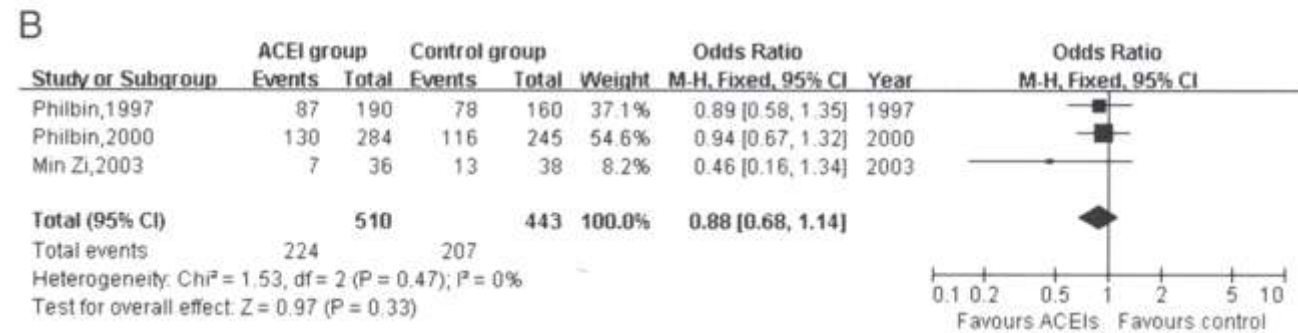 B
ACEI group Control group Odds Ratio Odds Ratio
Study or Subgroup Events Total Events Total Weight M-H, Fixed, 95% CI Year M-H, Fixed, 95% CI
Philbin,1997 87 190 78 160 37.1% 0.89 [0.58, 1.35] 1997
Philbin,2000 130 284 116 245 54.6% 0.94 [0.67, 1.32] 2000
Min Zi,2003 7 36 13 38 8.2% 0.46 [0.16, 1.34] 2003
Total (95% CI) 510 443 100.0% 0.88 [0.68, 1.14]
Total events 224 207
Heterogeneity: Chi² = 1.53, df = 2 (P = 0.47); I² = 0%
Test for overall effect: Z = 0.97 (P = 0.33)
0.1 0.2 0.5 1 2 5 10
Favours ACEIs Favours control